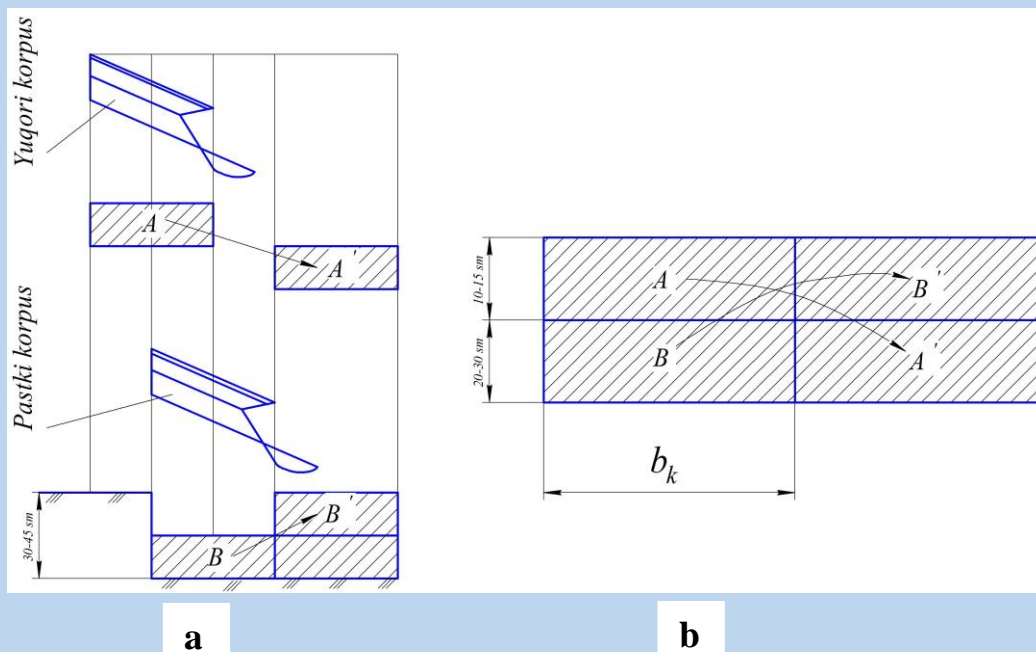 Yuqori korpus
A
A'
Pastki korpus
30-45 sm
B'
B
a
10-15 sm
20-30 sm
A
B'
B
A'
b_k
b